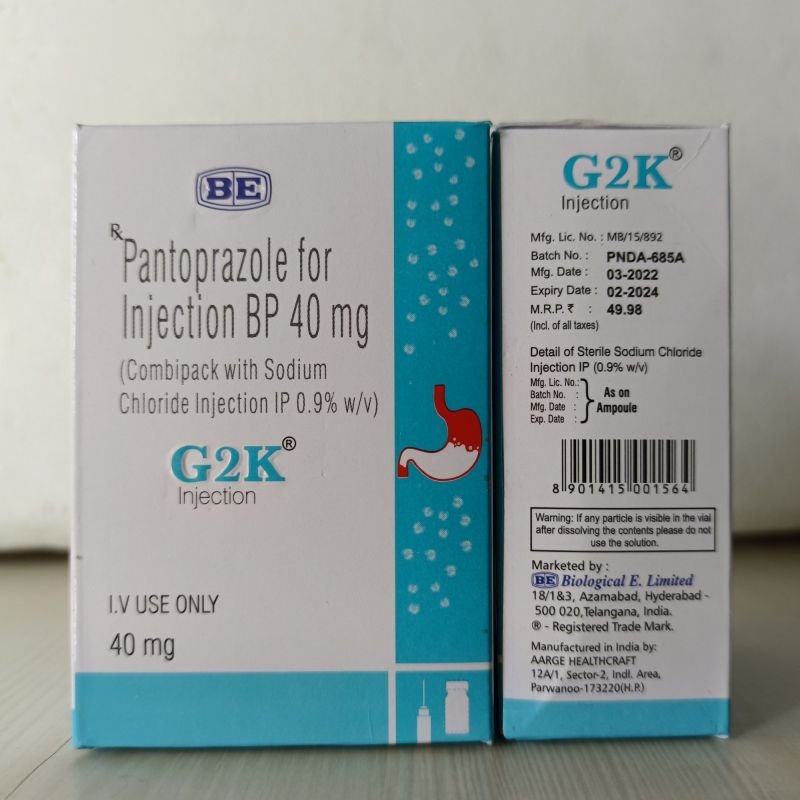 BE
Rx Pantoprazole for
Injection BP 40 mg
(Combipack with Sodium
Chloride Injection IP 0.9% w/v)
G2K®
Injection
I.V USE ONLY
40 mg
G2K®
Injection
Mfg. Lic. No. : MB/15/892
Batch No. : PNDA-685A
Mfg. Date : 03-2022
Expiry Date : 02-2024
M.R.P. ₹ : 49.98
(Incl. of all taxes)
Detail of Sterile Sodium Chloride
Injection IP (0.9% w/v)
Mfg. Lic. No.:
Batch No. : As on
Mfg. Date : Ampoule
Exp. Date :
8 901415 001564
Warning: If any particle is visible in the vial
after dissolving the contents please do not
use the solution.
Marketed by :
BE Biological E. Limited
18/1&3, Azamabad, Hyderabad -
500 020,Telangana, India.
® - Registered Trade Mark.
Manufactured in India by:
AARGE HEALTHCRAFT
12A/1, Sector-2, Indl. Area,
Parwanoo-173220(H.P.)